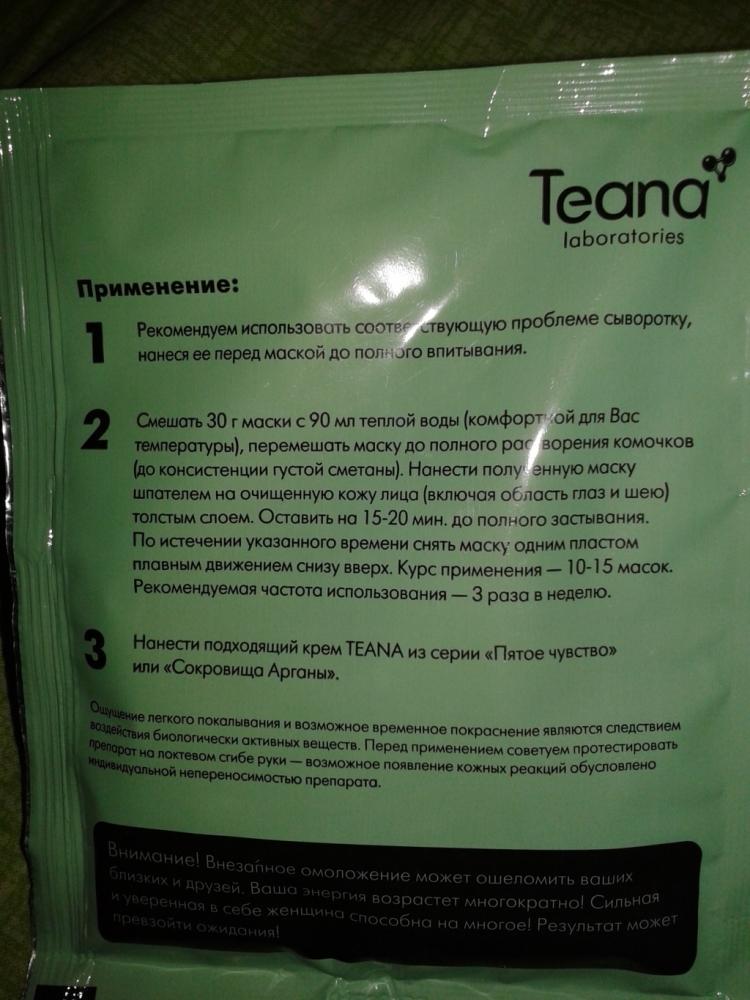 Teana
laboratories
Применение:
1
Рекомендуем использовать соответствующую проблеме сыворотку,
нанеся ее перед маской до полного впитывания.
2
Смешать 30 г маски с 90 мл теплой воды (комфортной для Вас
температуры), перемешать маску до полного растворения комочков
(до консистенции густой сметаны). Нанести полученную маску
шпателем на очищенную кожу лица (включая область глаз и шею)
толстым слоем. Оставить на 15-20 мин. до полного застывания.
По истечении указанного времени снять маску одним пластом
плавным движением снизу вверх. Курс применения — 10-15 масок.
Рекомендуемая частота использования — 3 раза в неделю.
3
Нанести подходящий крем TEANA из серии «Пятое чувство»
или «Сокровища Арганы».
Ощущение легкого покалывания и возможное временное покраснение являются следствием
воздействия биологически активных веществ. Перед применением советуем протестировать
препарат на локтевом сгибе руки — возможное появление кожных реакций обусловлено
индивидуальной непереносимостью препарата.
Внимание! Внезапное омоложение может ошеломить ваших
близких и друзей. Ваша энергия возрастет многократно! Сильная
и уверенная в себе женщина способна на многое! Результат может
превзойти ожидания!